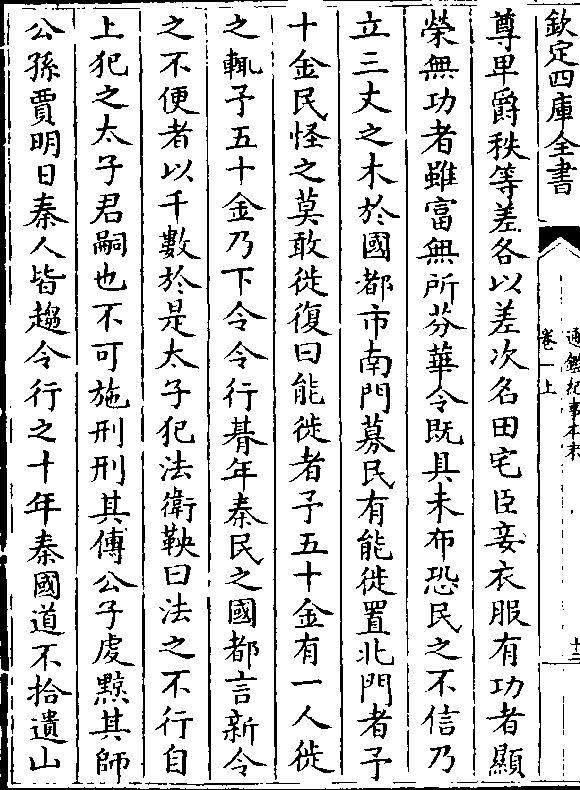 欽定四庫全書
通鑑紀事本末
卷一上
十三
尊卑爵秩等差各以差次名田宅臣妾衣服有功者顯
榮無功者雖富無所芬華令既具未布恐民之不信乃
立三丈之木於國都市南門募民有能徙置北門者予
十金民怪之莫敢徙復曰能徙者予五十金有一人徙
之輒予五十金乃下令令行朞年秦民之國都言新令
之不便者以千數於是太子犯法衛鞅曰法之不行自
上犯之太子君嗣也不可施刑刑其傅公子虔黥其師
公孫賈明日秦人皆趨令行之十年秦國道不拾遺山